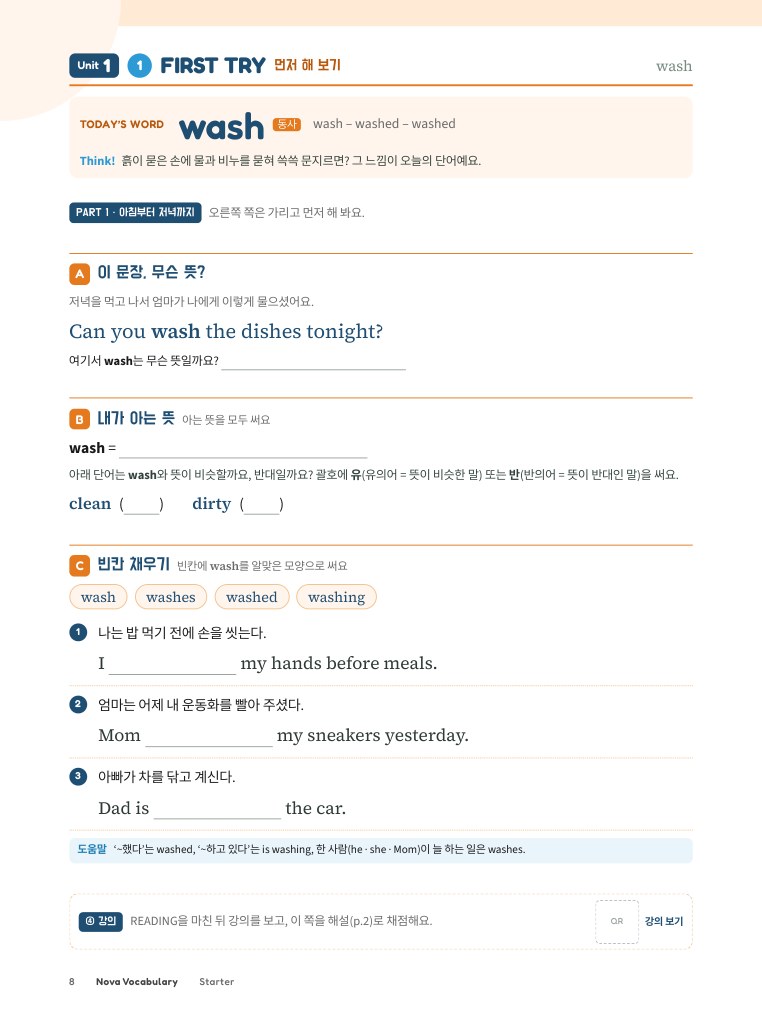 Unit 1 1 FIRST TRY 먼저 해 보기 wash
TODAY'S WORD wash 동사 wash – washed – washed
Think! 흙이 묻은 손에 물과 비누를 묻혀 쓱쓱 문지르면? 그 느낌이 오늘의 단어예요.
PART 1 · 아침부터 저녁까지 오른쪽 쪽은 가리고 먼저 해 봐요.
A 이 문장, 무슨 뜻?
저녁을 먹고 나서 엄마가 나에게 이렇게 물으셨어요.
Can you wash the dishes tonight?
여기서 wash는 무슨 뜻일까요?
B 내가 아는 뜻 아는 뜻을 모두 써요
wash =
아래 단어는 wash와 뜻이 비슷할까요, 반대일까요? 괄호에 유(유의어 = 뜻이 비슷한 말) 또는 반(반의어 = 뜻이 반대인 말)을 써요.
clean (____) dirty (____)
C 빈칸 채우기 빈칸에 wash를 알맞은 모양으로 써요
wash washes washed washing
1 나는 밥 먹기 전에 손을 씻는다.
I ____ my hands before meals.
2 엄마는 어제 내 운동화를 빨아 주셨다.
Mom ____ my sneakers yesterday.
3 아빠가 차를 닦고 계신다.
Dad is ____ the car.
도움말 '~했다'는 washed, '~하고 있다'는 is washing, 한 사람(he · she · Mom)이 늘 하는 일은 washes.
④ 강의 READING을 마친 뒤 강의를 보고, 이 쪽을 해설(p.2)로 채점해요. QR 강의 보기
8 Nova Vocabulary Starter